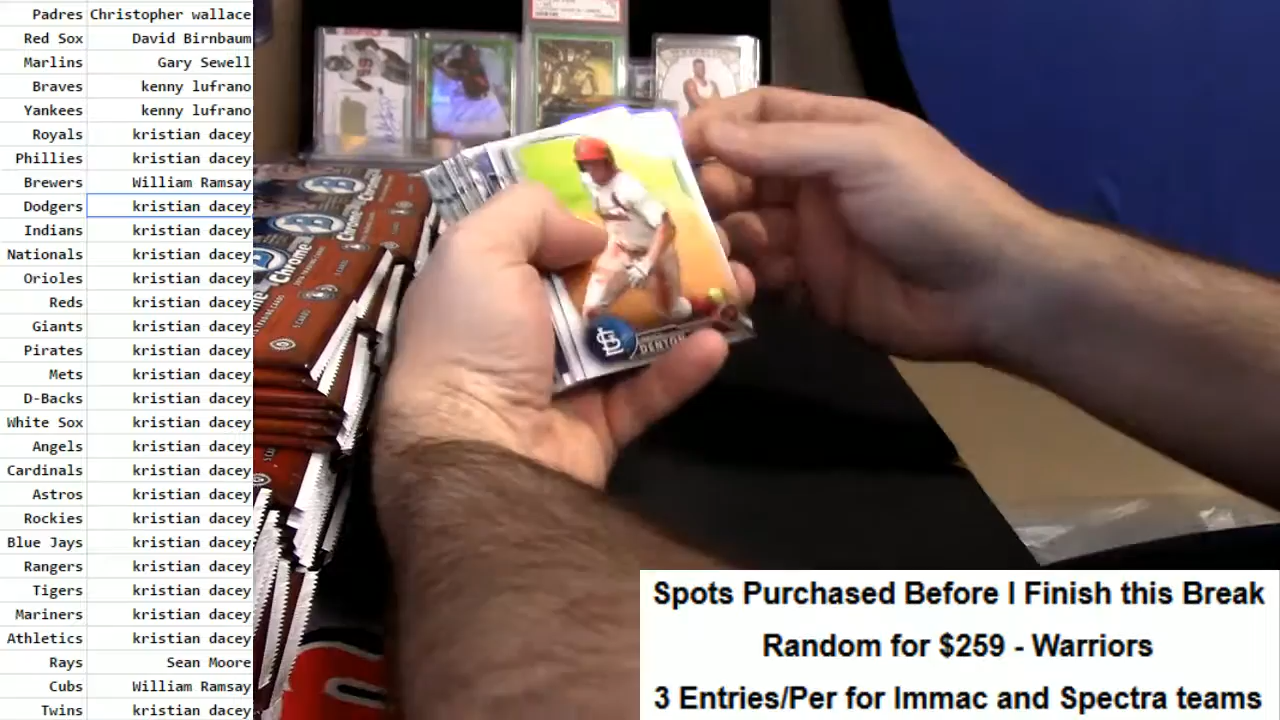 Padres Christopher wallace
Red Sox David Birnbaum
Marlins Gary Sewell
Braves kenny lufrano
Yankees kenny lufrano
Royals kristian dacey
Phillies kristian dacey
Brewers William Ramsay
Dodgers kristian dacey
Indians kristian dacey
Nationals kristian dacey
Orioles kristian dacey
Reds kristian dacey
Giants kristian dacey
Pirates kristian dacey
Mets kristian dacey
D-Backs kristian dacey
White Sox kristian dacey
Angels kristian dacey
Cardinals kristian dacey
Astros kristian dacey
Rockies kristian dacey
Blue Jays kristian dacey
Rangers kristian dacey
Tigers kristian dacey
Mariners kristian dacey
Athletics kristian dacey
Rays Sean Moore
Cubs William Ramsay
Twins kristian dacey
Chrome
Spots Purchased Before I Finish this Break
Random for $259 - Warriors
3 Entries/Per for Immac and Spectra teams